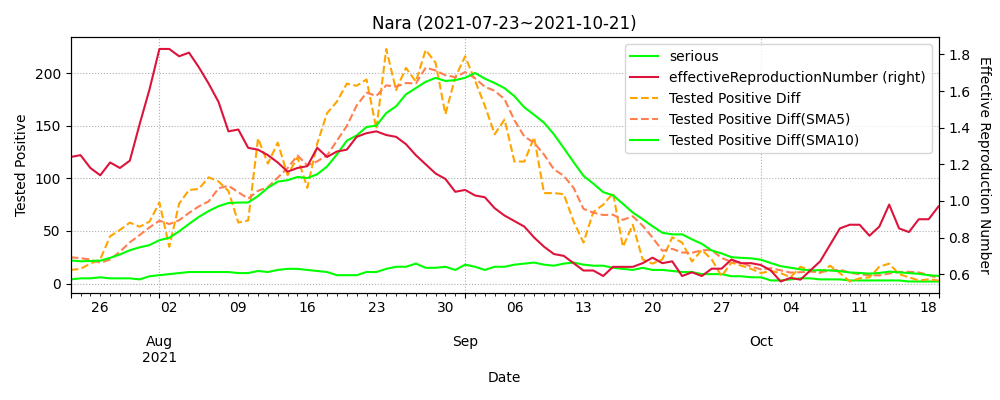 Nara (2021-07-23~2021-10-21)
serious
effectiveReproductionNumber (right)
Tested Positive Diff
Tested Positive Diff(SMA5)
Tested Positive Diff(SMA10)
Tested Positive
200
150
100
50
0
1.8
1.6
1.4
1.2
1.0
0.8
0.6
Effective Reproduction Number
26 02 09 16 23 30 06 13 20 27 04 11 18
Aug Sep Oct
2021
Date